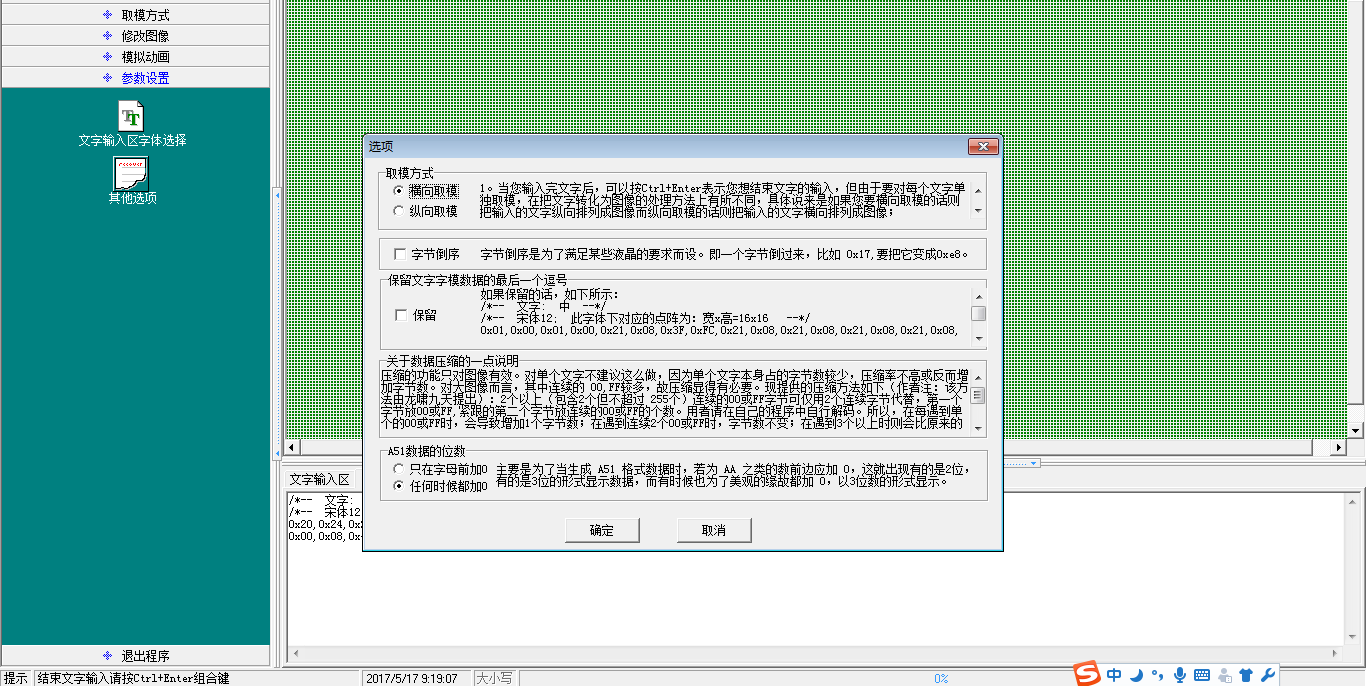 取模方式
修改图像
模拟动画
参数设置
文字输入区字体选择
其他选项
选项
取模方式
横向取模
纵向取模
1。当您输入完文字后，可以按Ctrl+Enter表示您想结束文字的输入，但由于要对每个文字单
独取模，在把文字转化为图像的处理方法上有所不同，具体说来是如果您要横向取模的话则
把输入的文字纵向排列成图像而纵向取模的话则把输入的文字横向排列成图像；
字节倒序
字节倒序是为了满足某些液晶的要求而设。即一个字节倒过来，比如 0x17,要把它变成0xe8。
保留文字字模数据的最后一个逗号
保留
如果保留的话，如下所示：
/*--  文字:  中  --*/
/*--  宋体12;  此字体下对应的点阵为：宽x高=16x16   --*/
0x01,0x00,0x01,0x00,0x21,0x08,0x3F,0xFC,0x21,0x08,0x21,0x08,0x21,0x08,0x21,0x08,
关于数据压缩的一点说明
压缩的功能只对图像有效。对单个文字不建议这么做，因为单个文字本身占的字节数较少，压缩率不高或反而增
加字节数。对大图像而言，其中连续的 00,FF较多，故压缩显得有必要。现提供的压缩方法如下（作者注：该方
法由龙啸九天提出）：2个以上（包含2个但不超过 255个）连续的00或FF字节可仅用2个连续字节代替，第一个
字节放00或FF,紧跟的第二个字节放连续的00或FF的个数。用者请在自己的程序中自行解码。所以，在每遇到单
个的00或FF时，会导致增加1个字节数；在遇到连续2个00或FF时，字节数不变；在遇到3个以上时则会比原来的
A51数据的位数
只在字母前加0
任何时候都加0
主要是为了当生成 A51 格式数据时，若为 AA 之类的数前边应加 0，这就出现有的是2位，
有的是3位的形式显示数据，而有时候也为了美观的缘故都加 0，以3位数的形式显示。
确定
取消
文字输入区
/*--  文字:
/*--  宋体12
0x20,0x24,0x
0x00,0x08,0x
退出程序
提示
结束文字输入请按Ctrl+Enter组合键
2017/5/17 9:19:07
大小写
0%
S
中